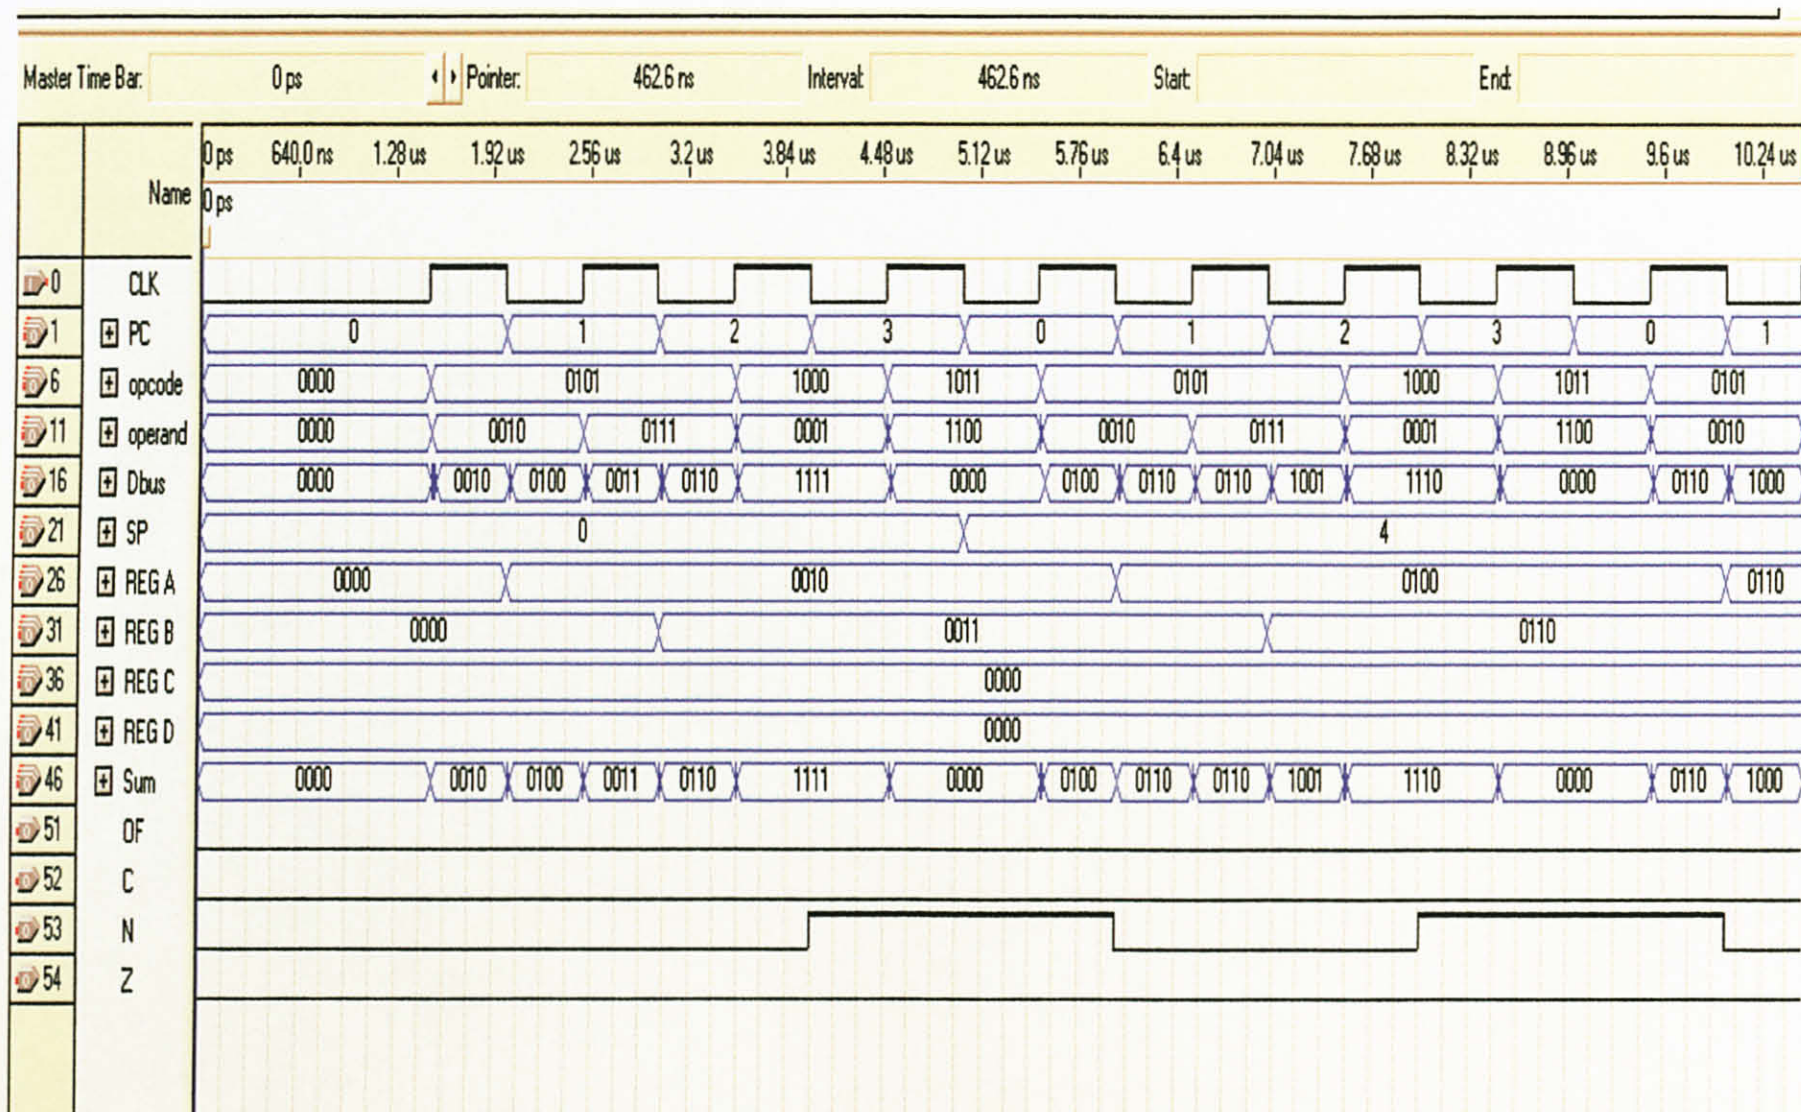 Master Time Bar: 0 ps Pointer: 462.6 ns Interval: 462.6 ns Start: End:
0 ps 640.0 ns 1.28 us 1.92 us 2.56 us 3.2 us 3.84 us 4.48 us 5.12 us 5.76 us 6.4 us 7.04 us 7.68 us 8.32 us 8.96 us 9.6 us 10.24 us
Name 0 ps
0 CLK
1 PC 0 1 2 3 0 1 2 3 0 1
6 opcode 0000 0101 1000 1011 0101 1000 1011 0101
11 operand 0000 0010 0111 0001 1100 0010 0111 0001 1100 0010
16 Dbus 0000 0010 0100 0011 0110 1111 0000 0100 0110 0110 1001 1110 0000 0110 1000
21 SP 0 4
26 REG A 0000 0010 0100 0110
31 REG B 0000 0011 0110
36 REG C 0000
41 REG D 0000
46 Sum 0000 0010 0100 0011 0110 1111 0000 0100 0110 0110 1001 1110 0000 0110 1000
51 OF
52 C
53 N
54 Z